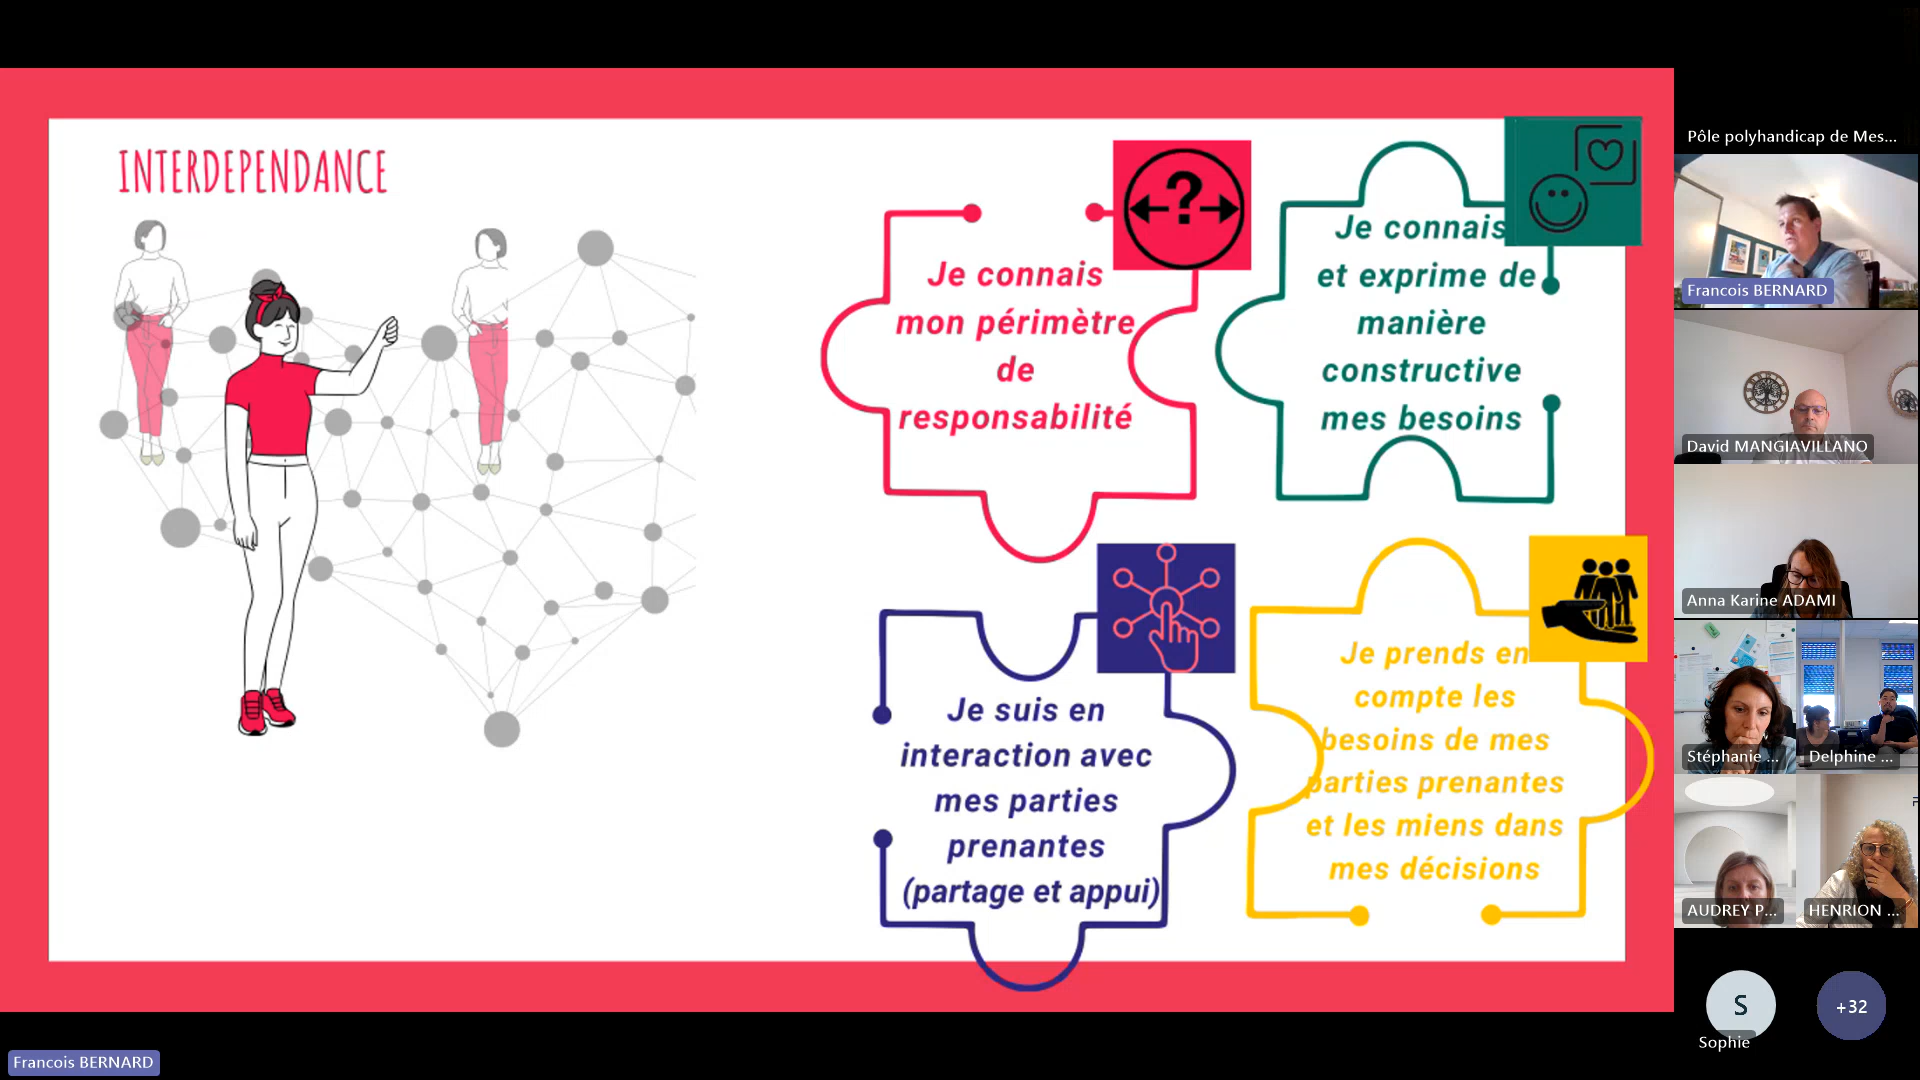 INTERDEPENDANCE
?
Je connais
mon périmètre
de
responsabilité
Je connais
et exprime de
manière
constructive
mes besoins
Je suis en
interaction avec
mes parties
prenantes
(partage et appui)
Je prends en
compte les
besoins de mes
parties prenantes
et les miens dans
mes décisions
Pôle polyhandicap de Mes...
Francois BERNARD
David MANGIAVILLANO
Anna Karine ADAMI
Stéphanie ...
Delphine ...
AUDREY P...
HENRION ...
S
Sophie
+32
Francois BERNARD